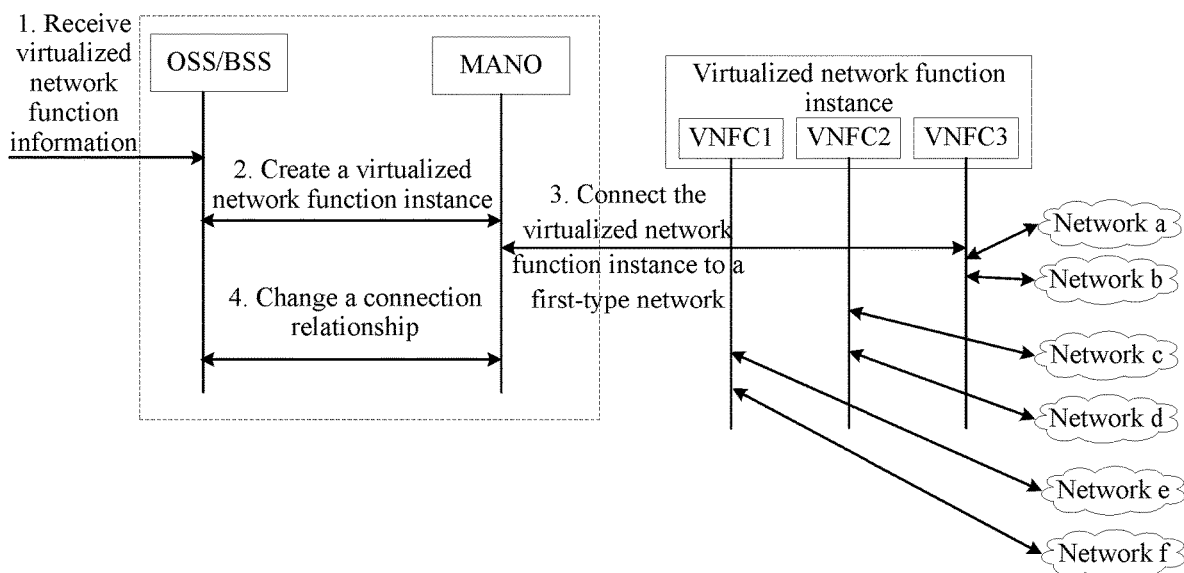 1. Receive
virtualized
network
function
information
OSS/BSS
MANO
Virtualized network function
instance
VNFC1
VNFC2
VNFC3
2. Create a virtualized
network function instance
3. Connect the
virtualized network
function instance to a
first-type network
4. Change a connection
relationship
Network a
Network b
Network c
Network d
Network e
Network f